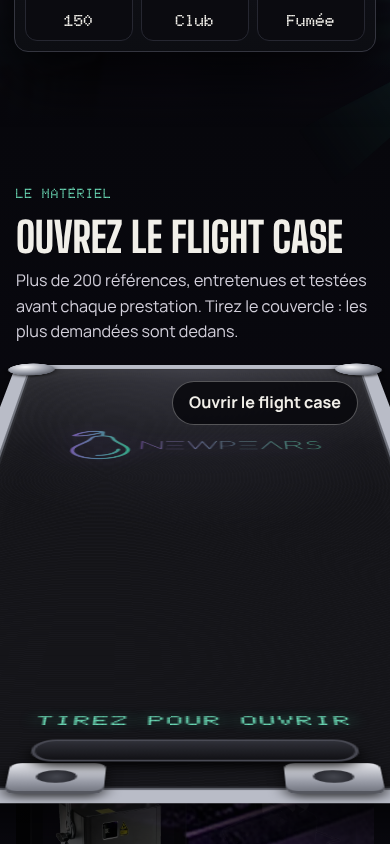 150
Club
Fumée
LE MATÉRIEL
OUVREZ LE FLIGHT CASE
Plus de 200 références, entretenues et testées
avant chaque prestation. Tirez le couvercle : les
plus demandées sont dedans.
Ouvrir le flight case
NEWPEARS
TIREZ POUR OUVRIR